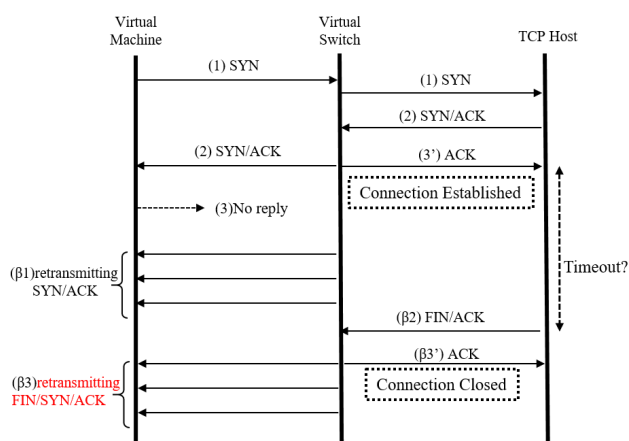 Virtual
Machine
Virtual
Switch
TCP Host
(1) SYN
(1) SYN
(2) SYN/ACK
(2) SYN/ACK
(3’) ACK
Connection Established
(3)No reply
(β1)retransmitting
SYN/ACK
Timeout?
(β2) FIN/ACK
(β3’) ACK
(β3)retransmitting
FIN/SYN/ACK
Connection Closed